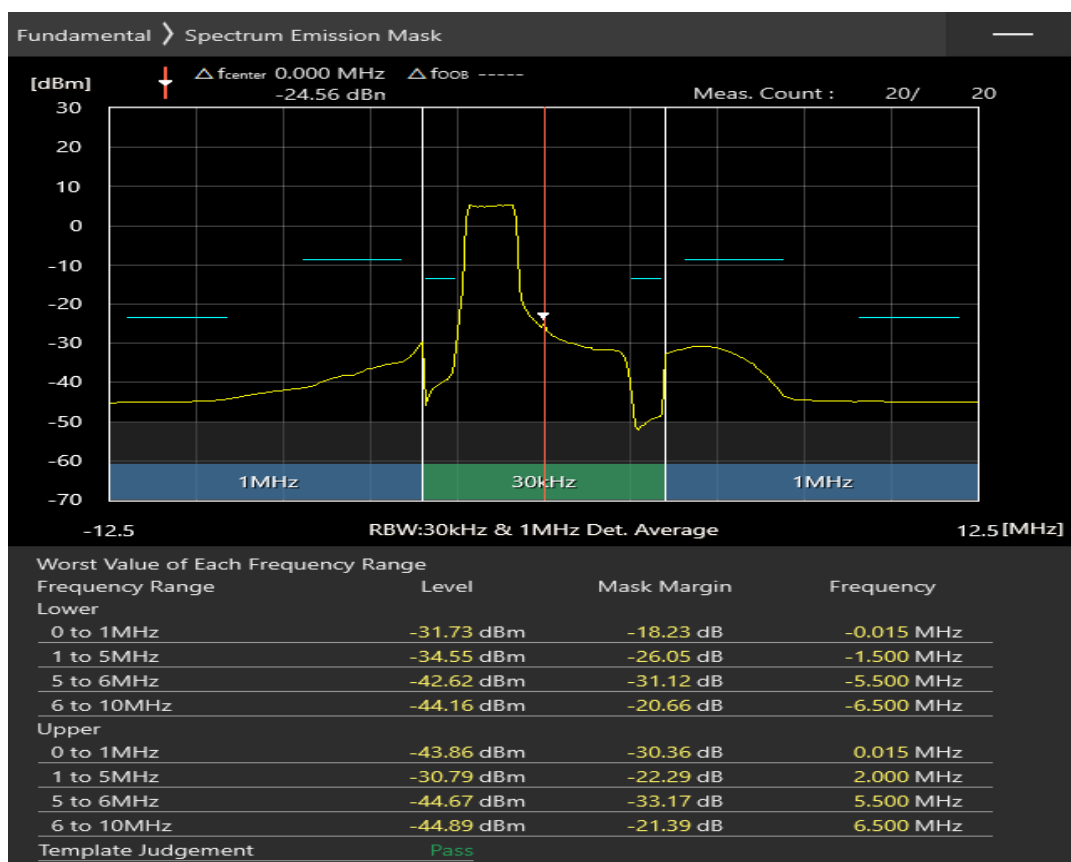 Fundamental ❯ Spectrum Emission Mask
△ fcenter 0.000 MHz △ fOOB -----
[dBm]
-24.56 dBm
Meas. Count : 20/ 20
30
20
10
0
-10
-20
-30
-40
-50
-60
-70
1MHz 30kHz 1MHz
-12.5 RBW:30kHz & 1MHz Det. Average 12.5 [MHz]
Worst Value of Each Frequency Range
Frequency Range Level Mask Margin Frequency
Lower
0 to 1MHz -31.73 dBm -18.23 dB -0.015 MHz
1 to 5MHz -34.55 dBm -26.05 dB -1.500 MHz
5 to 6MHz -42.62 dBm -31.12 dB -5.500 MHz
6 to 10MHz -44.16 dBm -20.66 dB -6.500 MHz
Upper
0 to 1MHz -43.86 dBm -30.36 dB 0.015 MHz
1 to 5MHz -30.79 dBm -22.29 dB 2.000 MHz
5 to 6MHz -44.67 dBm -33.17 dB 5.500 MHz
6 to 10MHz -44.89 dBm -21.39 dB 6.500 MHz
Template Judgement Pass